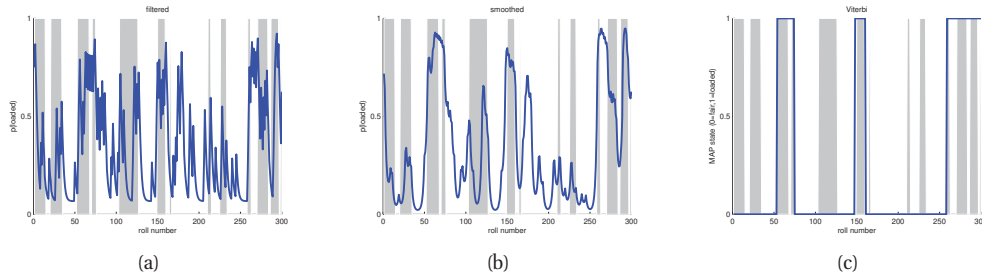 filtered
p(loaded)
1
0.5
0
0 50 100 150 200 250 300
roll number
(a)
smoothed
p(loaded)
1
0.5
0
0 50 100 150 200 250 300
roll number
(b)
Viterbi
MAP state (0=fair,1=loaded)
1
0.5
0
0 50 100 150 200 250 300
roll number
(c)